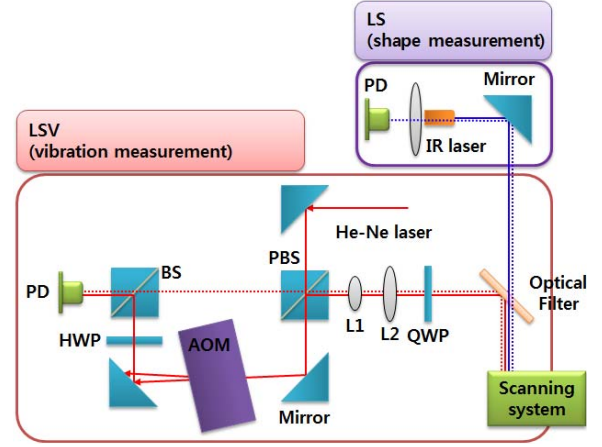 LS
(shape measurement)
PD
Mirror
IR laser
LSV
(vibration measurement)
He-Ne laser
PBS
BS
Optical
Filter
PD
L1
L2
QWP
HWP
AOM
Mirror
Scanning
system